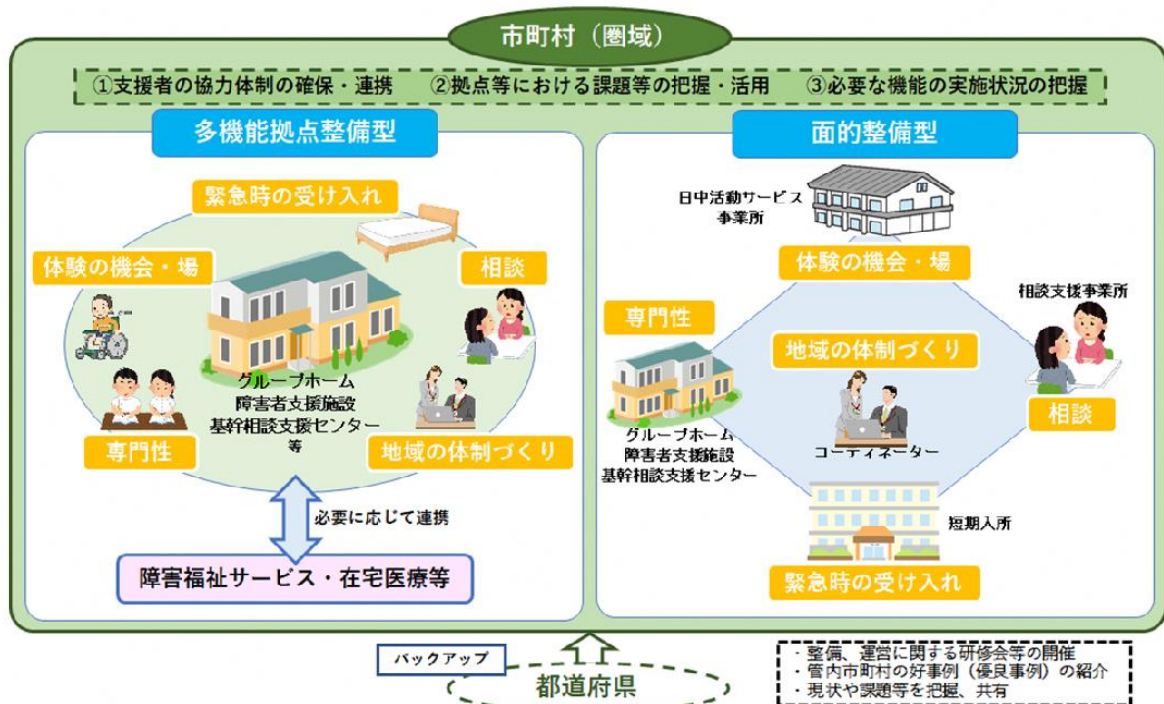 市町村（圏域）
①支援者の協力体制の確保・連携　②拠点等における課題等の把握・活用　③必要な機能の実施状況の把握
多機能拠点整備型
緊急時の受け入れ
体験の機会・場
相談
グループホーム
障害者支援施設
基幹相談支援センター
等
専門性
地域の体制づくり
必要に応じて連携
障害福祉サービス・在宅医療等
面的整備型
日中活動サービス
事業所
体験の機会・場
相談支援事業所
専門性
地域の体制づくり
相談
グループホーム
障害者支援施設
基幹相談支援センター
コーディネーター
短期入所
緊急時の受け入れ
バックアップ
都道府県
・整備、運営に関する研修会等の開催
・管内市町村の好事例（優良事例）の紹介
・現状や課題等を把握、共有